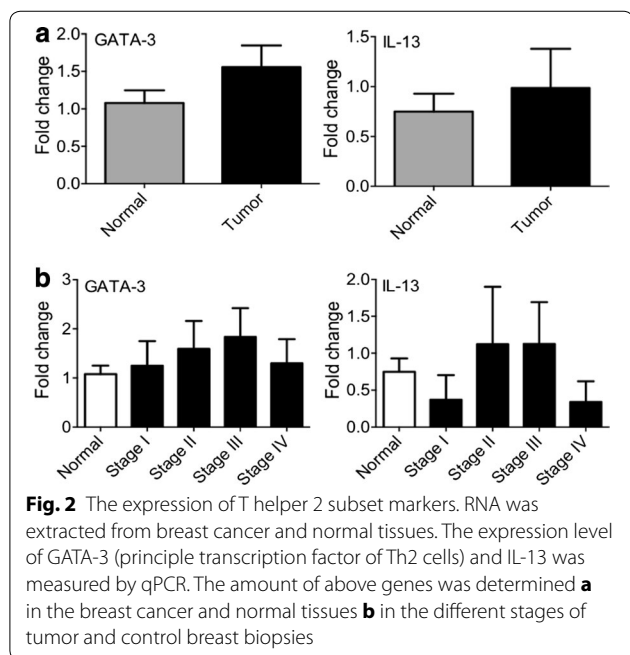 a
GATA-3
Fold change
2.0
1.5
1.0
0.5
0.0
Normal
Tumor
IL-13
Fold change
1.5
1.0
0.5
0.0
Normal
Tumor
b
GATA-3
Fold change
3
2
1
0
Normal
Stage I
Stage II
Stage III
Stage IV
IL-13
Fold change
2.0
1.5
1.0
0.5
0.0
Normal
Stage I
Stage II
Stage III
Stage IV
Fig. 2 The expression of T helper 2 subset markers. RNA was
extracted from breast cancer and normal tissues. The expression level
of GATA-3 (principle transcription factor of Th2 cells) and IL-13 was
measured by qPCR. The amount of above genes was determined a
in the breast cancer and normal tissues b in the different stages of
tumor and control breast biopsies